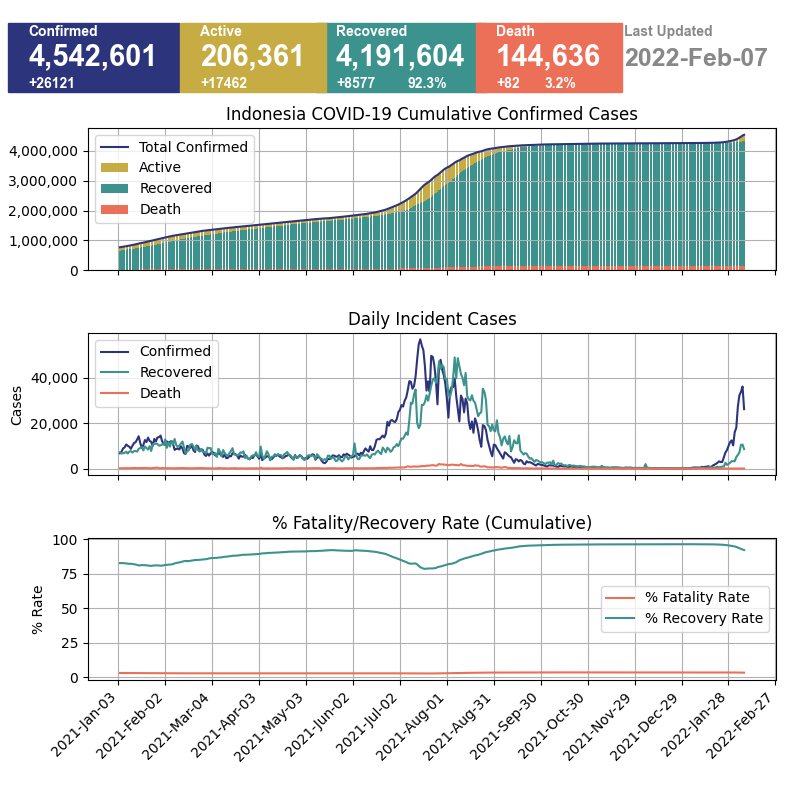 Confirmed
4,542,601
+26121
Active
206,361
+17462
Recovered
4,191,604
+8577 92.3%
Death
144,636
+82 3.2%
Last Updated
2022-Feb-07
Indonesia COVID-19 Cumulative Confirmed Cases
Total Confirmed
Active
Recovered
Death
4,000,000
3,000,000
2,000,000
1,000,000
0
Daily Incident Cases
Confirmed
Recovered
Death
Cases
40,000
20,000
0
% Fatality/Recovery Rate (Cumulative)
% Fatality Rate
% Recovery Rate
% Rate
100
75
50
25
0
2021-Jan-03
2021-Feb-02
2021-Mar-04
2021-Apr-03
2021-May-03
2021-Jun-02
2021-Jul-02
2021-Aug-01
2021-Aug-31
2021-Sep-30
2021-Oct-30
2021-Nov-29
2021-Dec-29
2022-Jan-28
2022-Feb-27